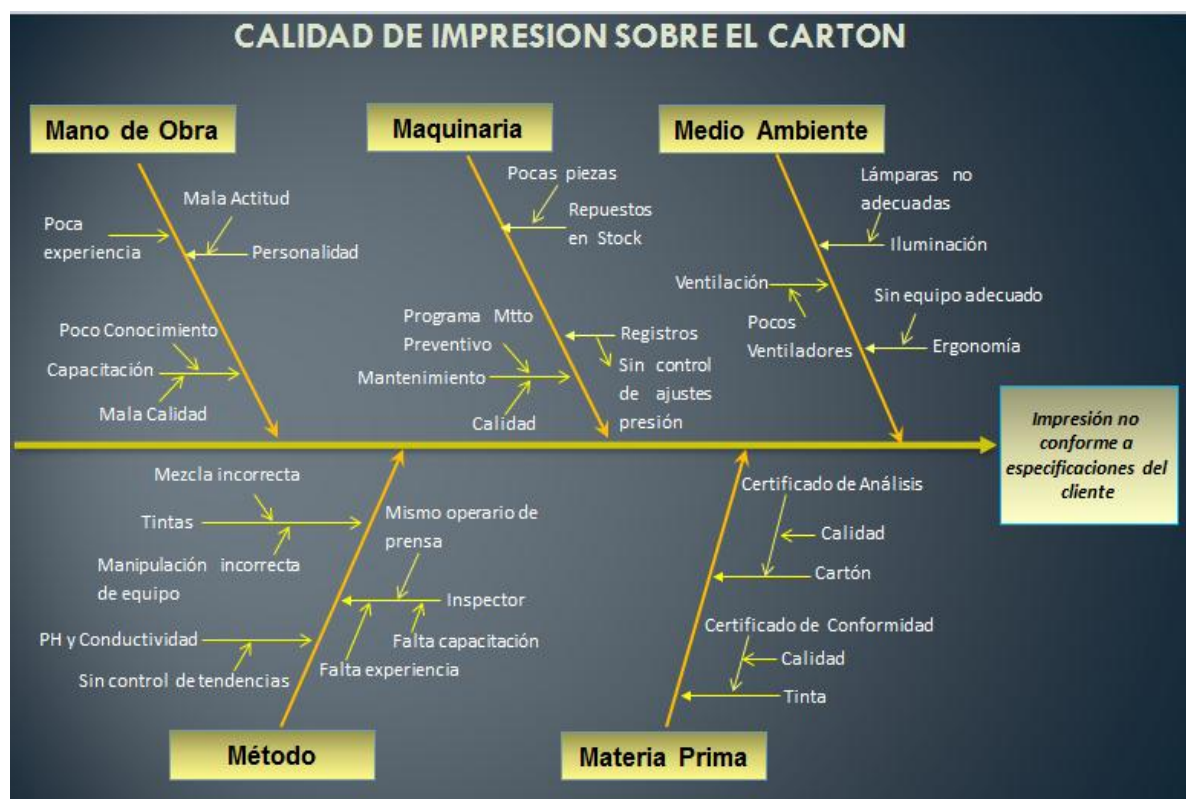 CALIDAD DE IMPRESION SOBRE EL CARTON
Mano de Obra
Maquinaria
Medio Ambiente
Mala Actitud
Poca
experiencia
Personalidad
Poco Conocimiento
Capacitación
Mala Calidad
Pocas piezas
Repuestos
en Stock
Programa Mtto
Preventivo
Registros
Mantenimiento
Sin control
de ajustes
presión
Calidad
Lámparas no
adecuadas
Iluminación
Ventilación
Sin equipo adecuado
Pocos
Ventiladores
Ergonomía
Impresión no
conforme a
especificaciones del
cliente
Mezcla incorrecta
Tintas
Manipulación incorrecta
de equipo
Mismo operario de
prensa
Inspector
PH y Conductividad
Falta capacitación
Falta experiencia
Sin control de tendencias
Certificado de Análisis
Calidad
Cartón
Certificado de Conformidad
Calidad
Tinta
Método
Materia Prima